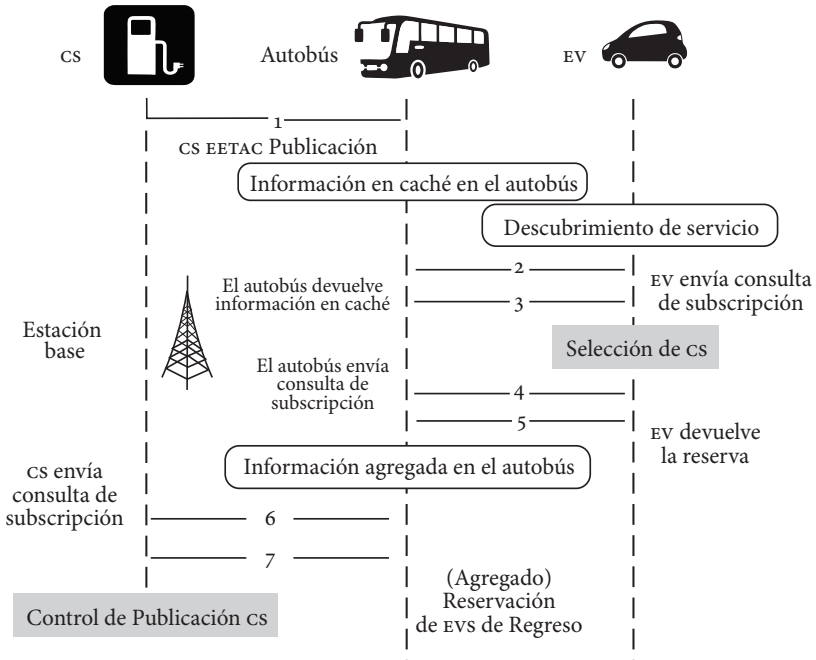 CS
Autobús
EV
1
CS EETAC Publicación
Información en caché en el autobús
Descubrimiento de servicio
2
El autobús devuelve
información en caché
3
EV envía consulta
de subscripción
Estación
base
Selección de CS
El autobús envía
consulta de
subscripción
4
5
EV devuelve
la reserva
Información agregada en el autobús
CS envía
consulta de
subscripción
6
7
(Agregado)
Reservación
de EVS de Regreso
Control de Publicación CS